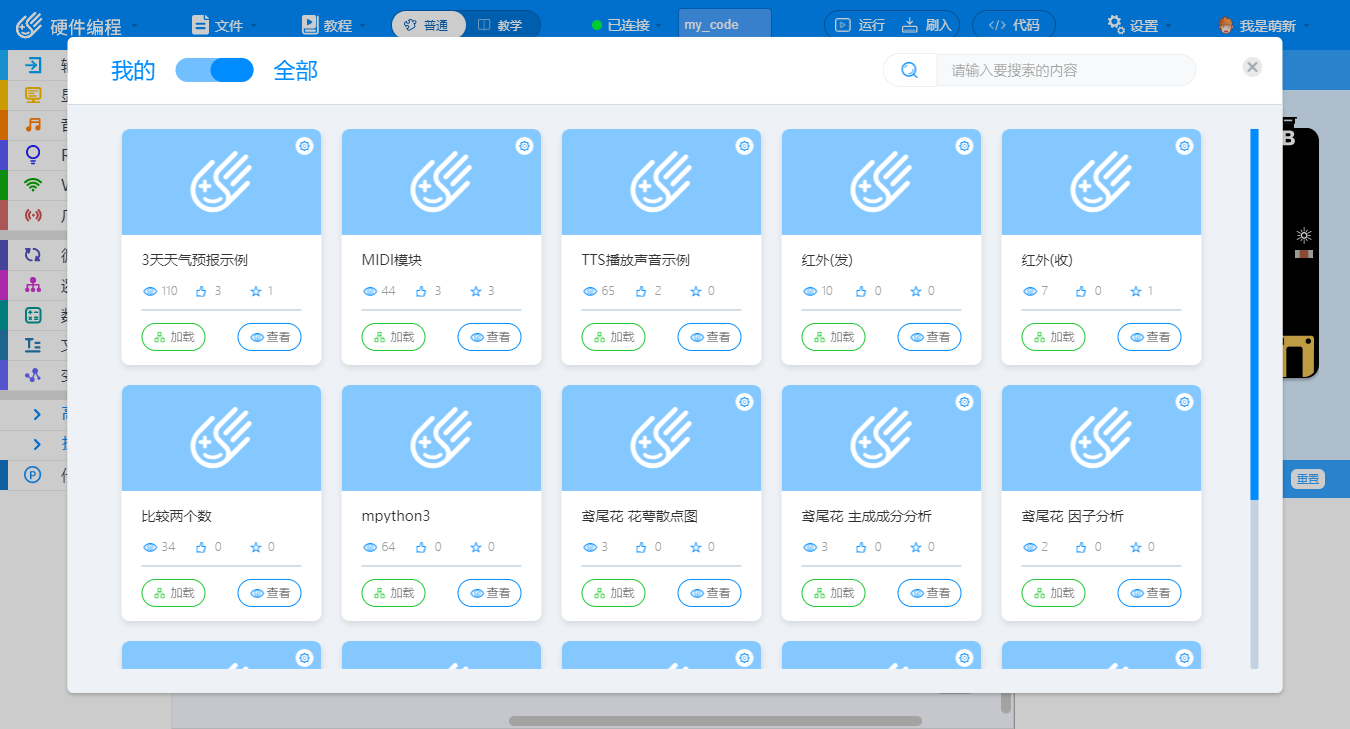 硬件编程 文件 教程 普通 教学 已连接 my_code 运行 刷入 代码 设置 我是萌新
我的 全部 请输入要搜索的内容
3天天气预报示例 MIDI模块 TTS播放声音示例 红外(发) 红外(收)
110 3 1 44 3 3 65 2 0 10 0 0 7 0 1
加载 查看 加载 查看 加载 查看 加载 查看 加载 查看
比较两个数 mpython3 鸢尾花 花萼散点图 鸢尾花 主成成分分析 鸢尾花 因子分析
34 0 0 64 0 0 3 0 0 3 0 0 2 0 0
重置
加载 查看 加载 查看 加载 查看 加载 查看 加载 查看